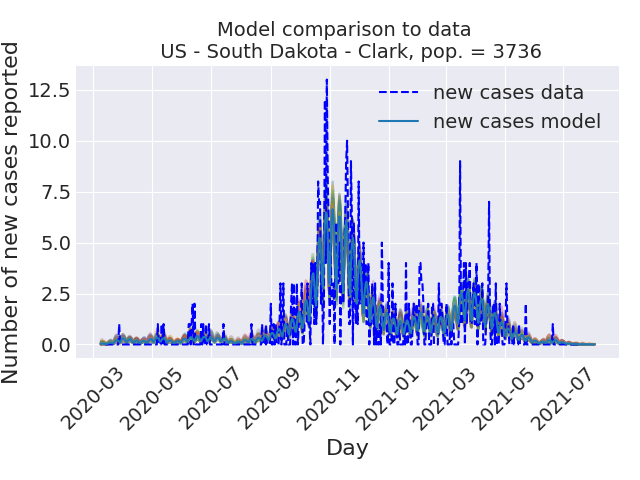 Model comparison to data
US - South Dakota - Clark, pop. = 3736
Number of new cases reported
12.5
10.0
7.5
5.0
2.5
0.0
new cases data
new cases model
2020-03
2020-05
2020-07
2020-09
2020-11
2021-01
2021-03
2021-05
2021-07
Day